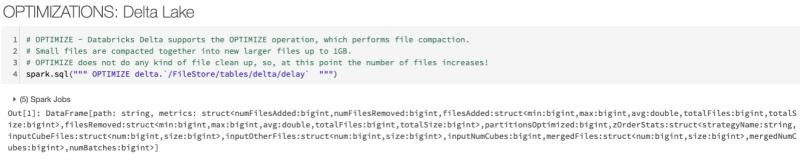 OPTIMIZATIONS: Delta Lake
1 # OPTIMIZE - Databricks Delta supports the OPTIMIZE operation, which performs file compaction.
2 # Small files are compacted together into new larger files up to 1GB.
3 # OPTIMIZE does not do any kind of file clean up, so, at this point the number of files increases!
4 spark.sql(""" OPTIMIZE delta.`/FileStore/tables/delta/delay`  """)
▸ (5) Spark Jobs
Out[1]: DataFrame[path: string, metrics: struct<numFilesAdded:bigint,numFilesRemoved:bigint,filesAdded:struct<min:bigint,max:bigint,avg:double,totalFiles:bigint,totalS
ize:bigint>,filesRemoved:struct<min:bigint,max:bigint,avg:double,totalFiles:bigint,totalSize:bigint>,partitionsOptimized:bigint,zOrderStats:struct<strategyName:string,
inputCubeFiles:struct<num:bigint,size:bigint>,inputOtherFiles:struct<num:bigint,size:bigint>,inputNumCubes:bigint,mergedFiles:struct<num:bigint,size:bigint>,mergedNumC
ubes:bigint>,numBatches:bigint>]